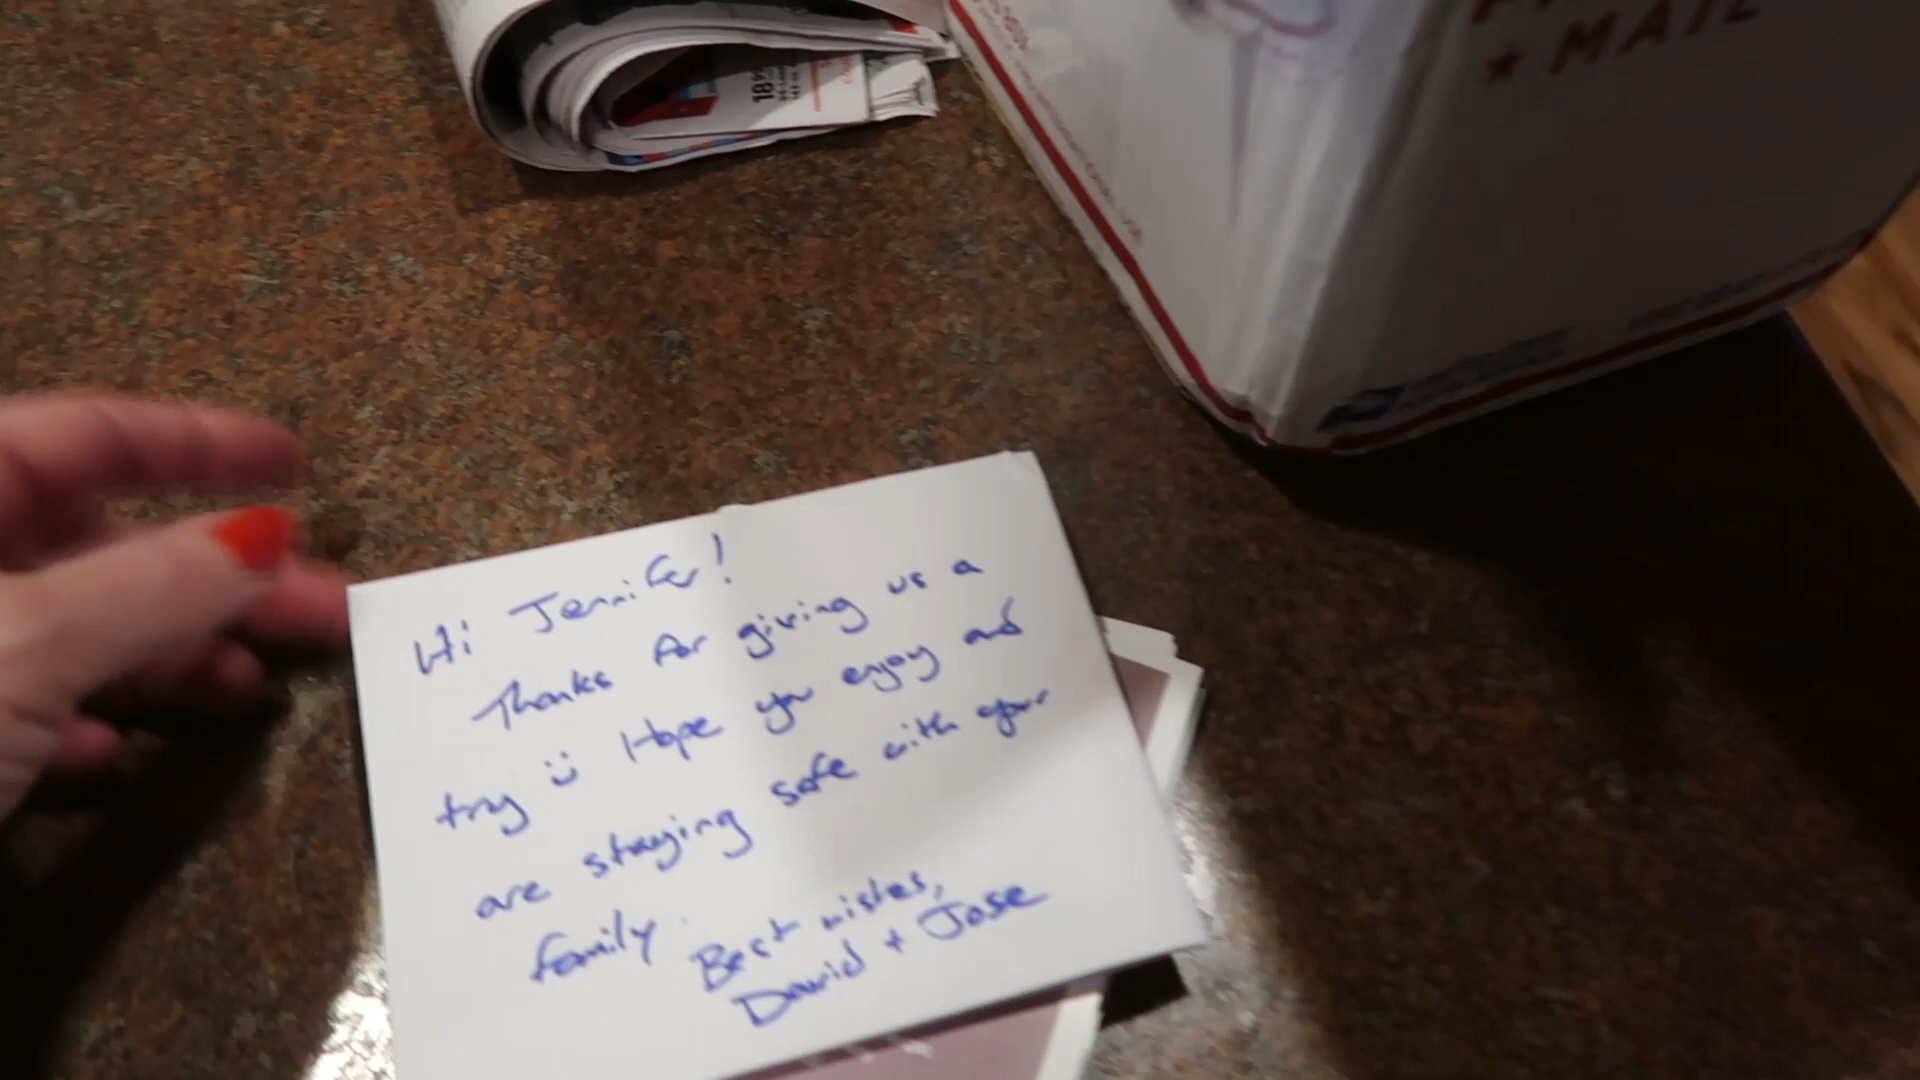 MAIL
18
Hi Jennifer!
Thanks for giving us a
try :) Hope you enjoy and
are staying safe with your
family.
Best wishes,
David + Jose